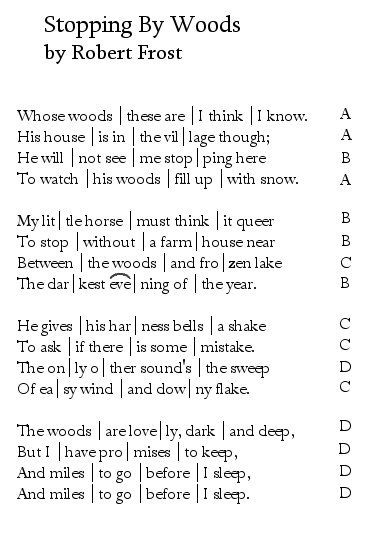 Stopping By Woods
by Robert Frost
Whose woods | these are | I think | I know. A
His house | is in | the vil | lage though; A
He will | not see | me stop | ping here B
To watch | his woods | fill up | with snow. A
My lit | tle horse | must think | it queer B
To stop | without | a farm | house near B
Between | the woods | and fro | zen lake C
The dar | kest eve | ning of | the year. B
He gives | his har | ness bells | a shake C
To ask | if there | is some | mistake. C
The on | ly o | ther sound's | the sweep D
Of ea | sy wind | and dow | ny flake. C
The woods | are love | ly, dark | and deep, D
But I | have pro | mises | to keep, D
And miles | to go | before | I sleep, D
And miles | to go | before | I sleep. D